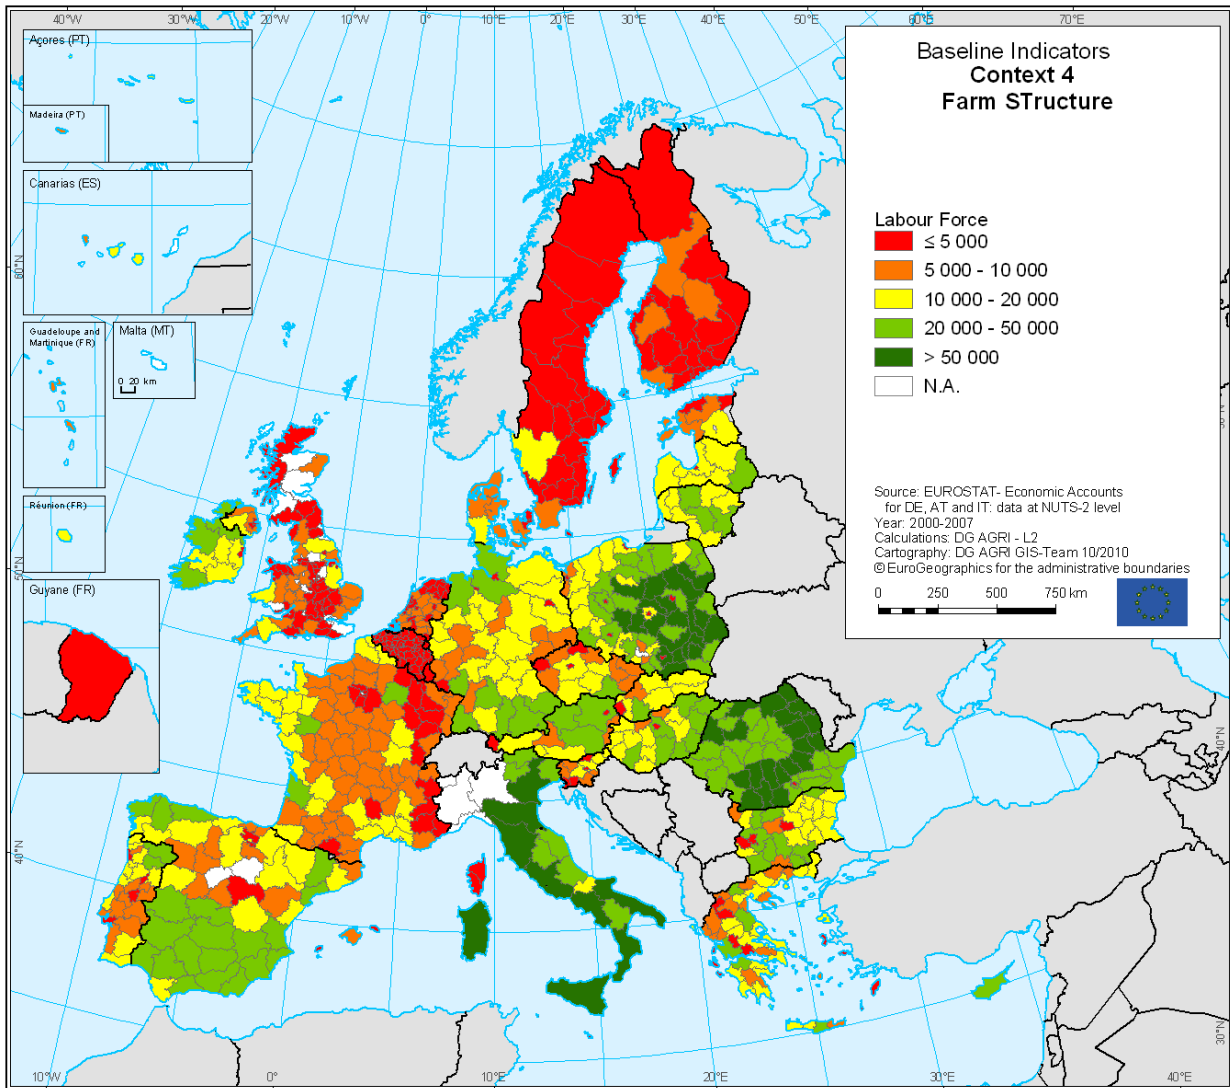 40°W
30°W
20°W
10°W
0°
10°E
20°E
30°E
40°E
50°E
60°E
70°E
Açores (PT)
Madeira (PT)
Canarias (ES)
Guadeloupe and
Martinique (FR)
Malta (MT)
0 20 km
Réunion (FR)
Guyane (FR)
Baseline Indicators
Context 4
Farm STructure
Labour Force
≤ 5 000
5 000 - 10 000
10 000 - 20 000
20 000 - 50 000
> 50 000
N.A.
Source: EUROSTAT- Economic Accounts
for DE, AT and IT: data at NUTS-2 level
Year: 2000-2007
Calculations: DG AGRI - L2
Cartography: DG AGRI GIS-Team 10/2010
© EuroGeographics for the administrative boundaries
0 250 500 750 km
60°N
50°N
40°N
40°N
30°N
10°W
0°
10°E
20°E
30°E
40°E